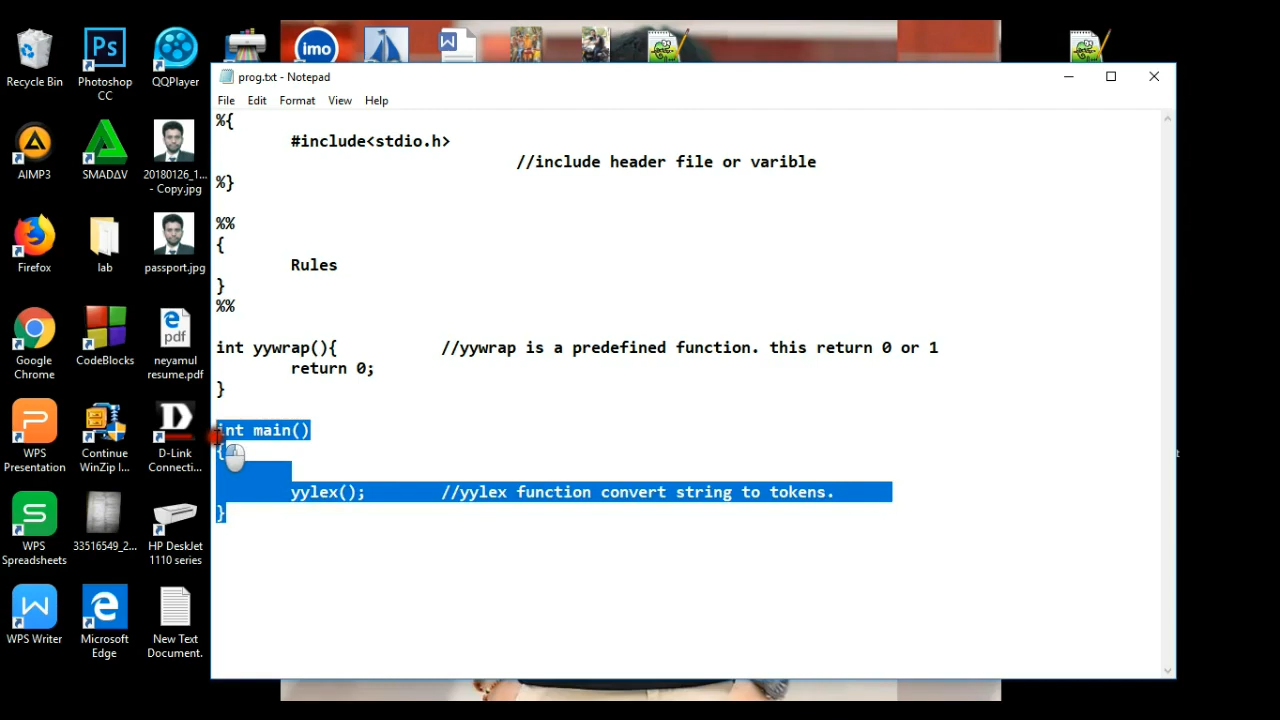 Recycle Bin
Photoshop CC
QQPlayer
imo
prog.txt - Notepad
File Edit Format View Help
%{
#include<stdio.h>
//include header file or varible
%}
%%
{
Rules
}
%%
int yywrap(){ //yywrap is a predefined function. this return 0 or 1
return 0;
}
int main()
{
yylex(); //yylex function convert string to tokens.
}
AIMP3
SMADΔV
20180126_1... - Copy.jpg
Firefox
lab
passport.jpg
Google Chrome
CodeBlocks
pdf
neyamul resume.pdf
WPS Presentation
Continue WinZip I...
D-Link Connecti...
WPS Spreadsheets
33516549_2...
HP DeskJet 1110 series
WPS Writer
Microsoft Edge
New Text Document.